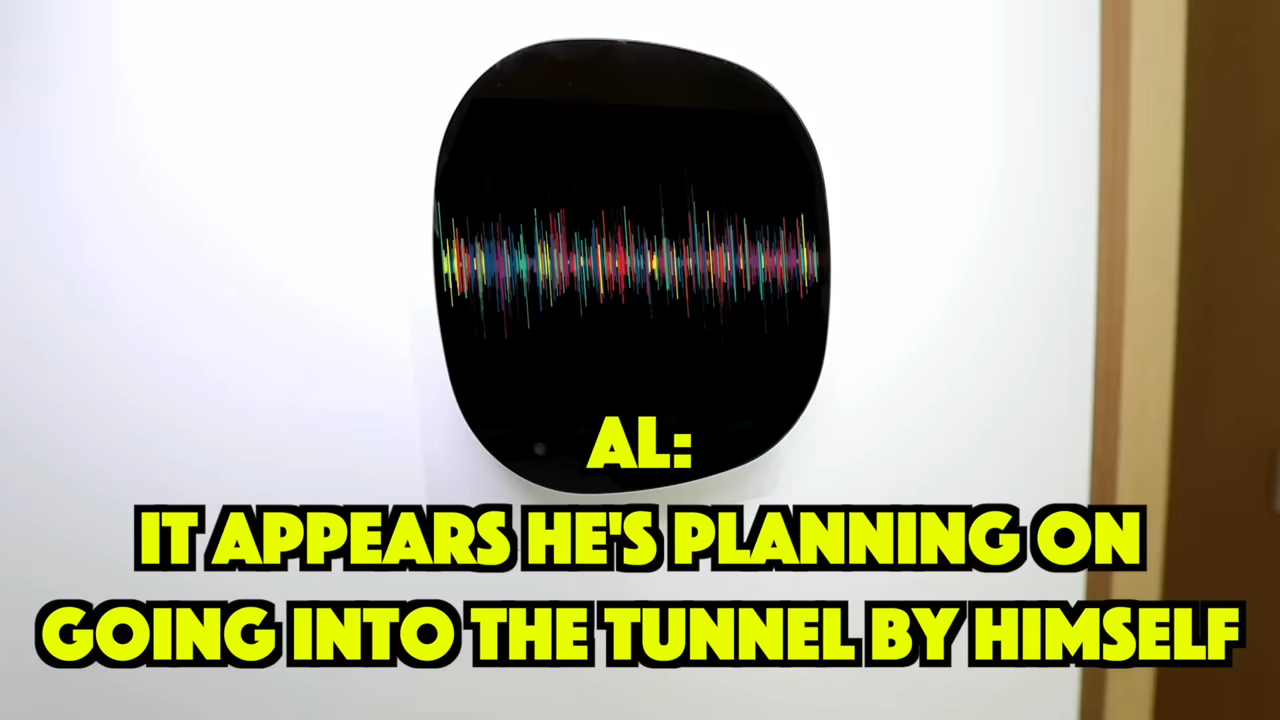 AL:
IT APPEARS HE'S PLANNING ON
GOING INTO THE TUNNEL BY HIMSELF